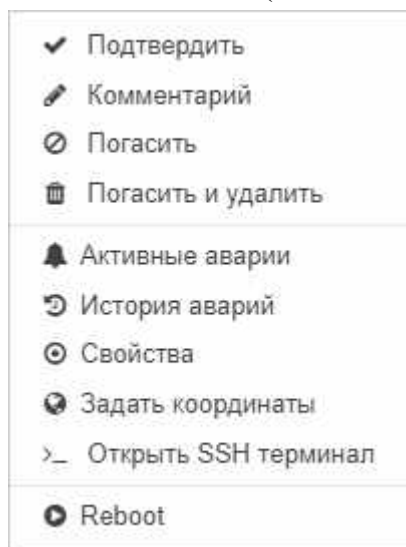 Подтвердить
Комментарий
Погасить
Погасить и удалить
Активные аварии
История аварий
Свойства
Задать координаты
Открыть SSH терминал
Reboot